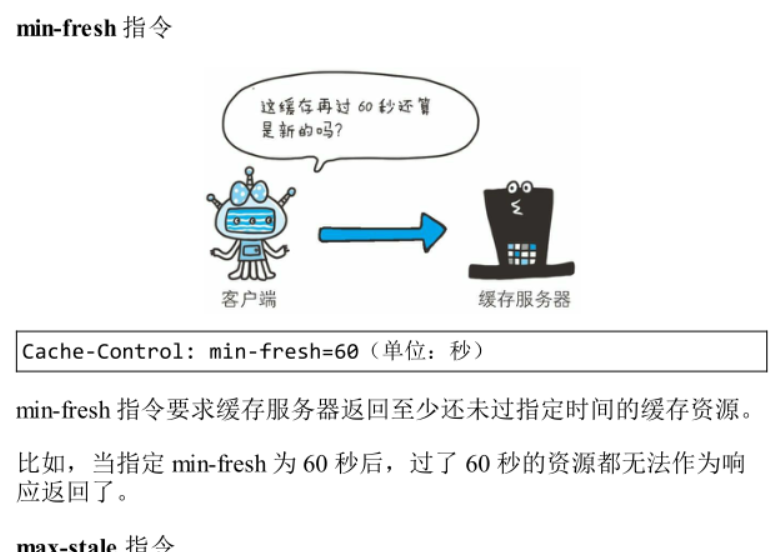 min-fresh 指令
这缓存再过 60 秒还算
是新的吗?
客户端
缓存服务器
Cache-Control: min-fresh=60（单位：秒）
min-fresh 指令要求缓存服务器返回至少还未过指定时间的缓存资源。
比如，当指定 min-fresh 为 60 秒后，过了 60 秒的资源都无法作为响
应返回了。
max-stale 指令